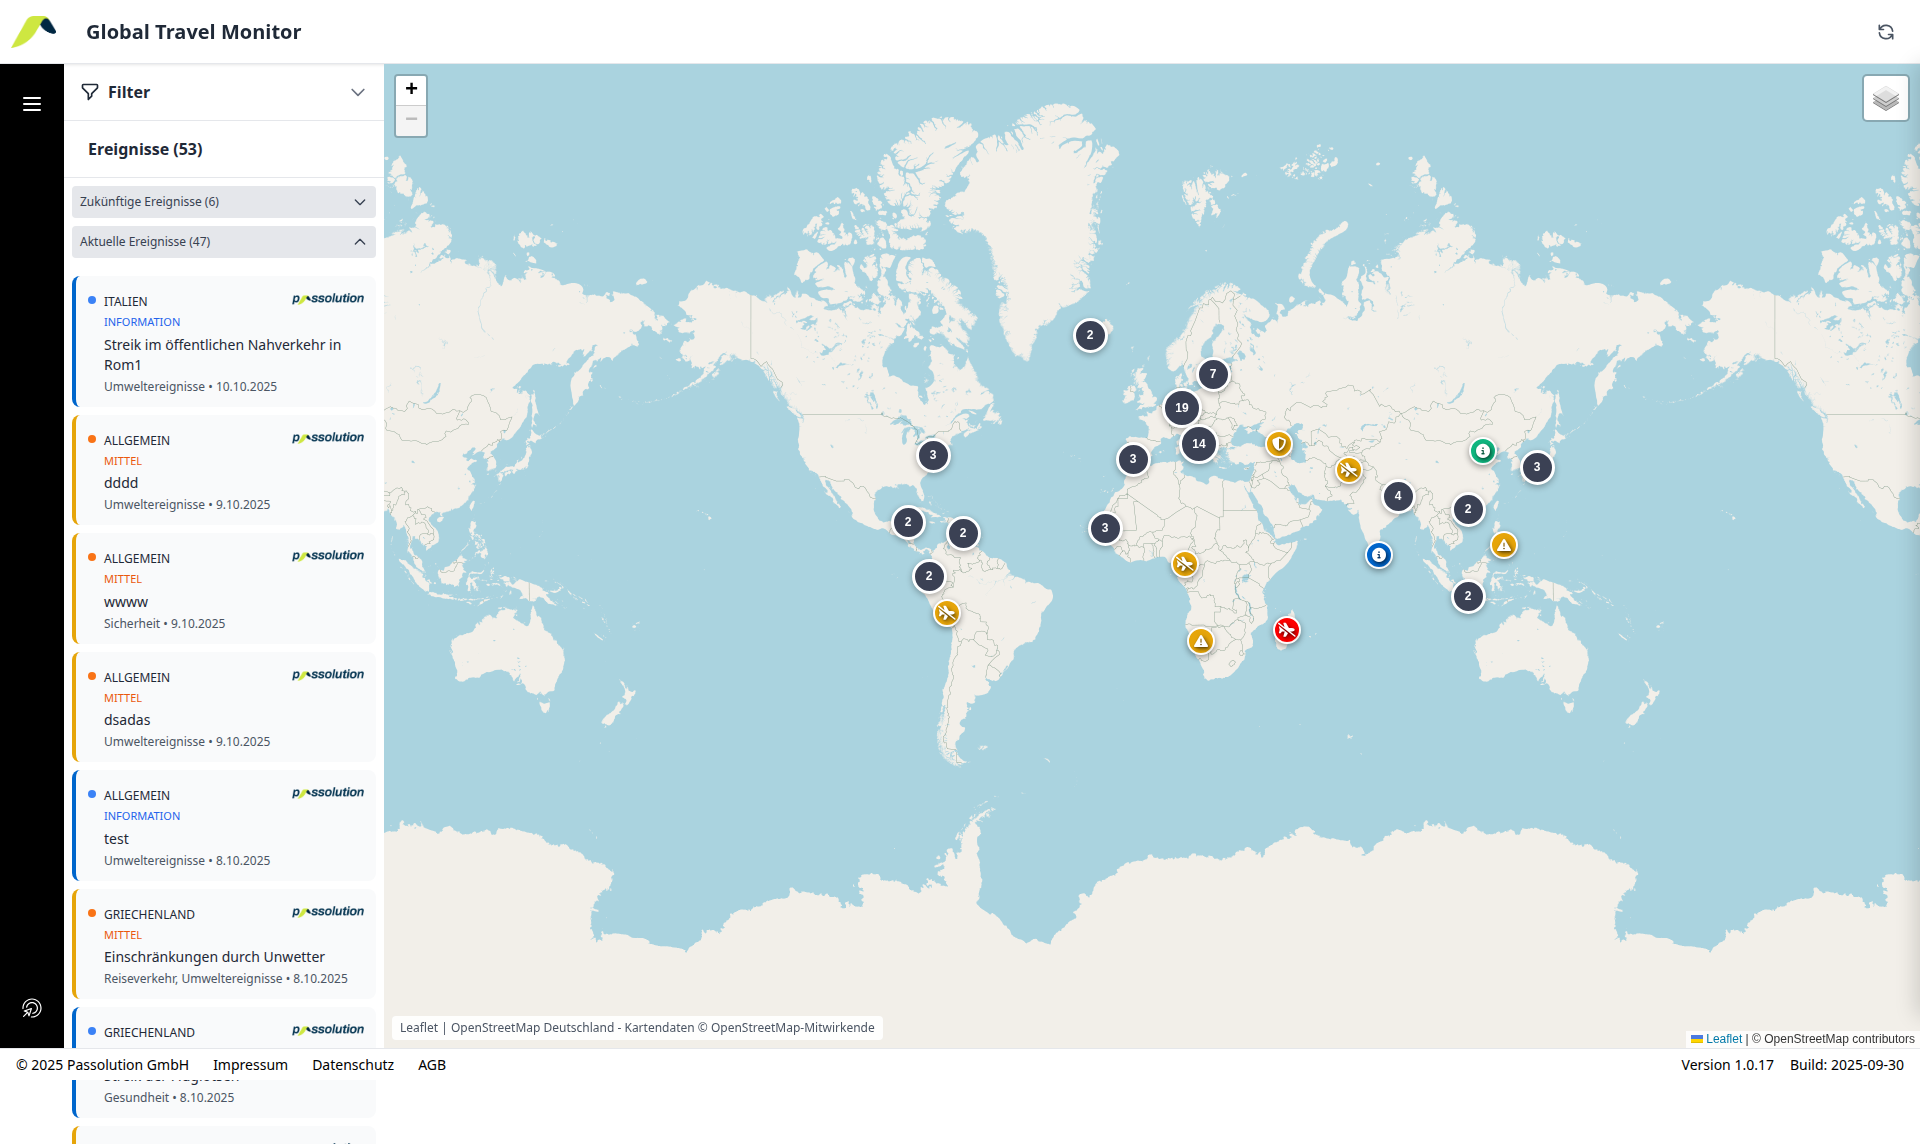 Global Travel Monitor
Filter
Ereignisse (53)
Zukünftige Ereignisse (6)
Aktuelle Ereignisse (47)
ITALIEN
passolution
INFORMATION
Streik im öffentlichen Nahverkehr in
Rom1
Umweltereignisse • 10.10.2025
ALLGEMEIN
passolution
MITTEL
dddd
Umweltereignisse • 9.10.2025
ALLGEMEIN
passolution
MITTEL
wwww
Sicherheit • 9.10.2025
ALLGEMEIN
passolution
MITTEL
dsadas
Umweltereignisse • 9.10.2025
ALLGEMEIN
passolution
INFORMATION
test
Umweltereignisse • 8.10.2025
GRIECHENLAND
passolution
MITTEL
Einschränkungen durch Unwetter
Reiseverkehr, Umweltereignisse • 8.10.2025
GRIECHENLAND
passolution
Gesundheit • 8.10.2025
+
−
2
7
19
14
3
3
3
4
2
2
2
3
2
2
Leaflet | OpenStreetMap Deutschland - Kartendaten © OpenStreetMap-Mitwirkende
Leaflet | © OpenStreetMap contributors
© 2025 Passolution GmbH
Impressum
Datenschutz
AGB
Version 1.0.17
Build: 2025-09-30